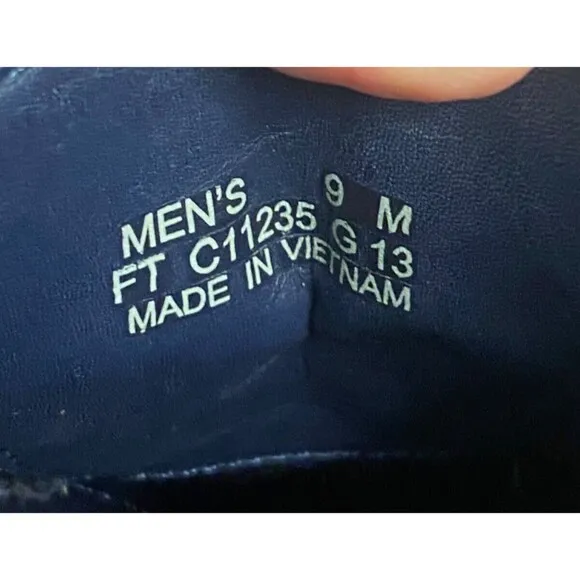 MEN'S 9 M
FT C11235 G 13
MADE IN VIETNAM